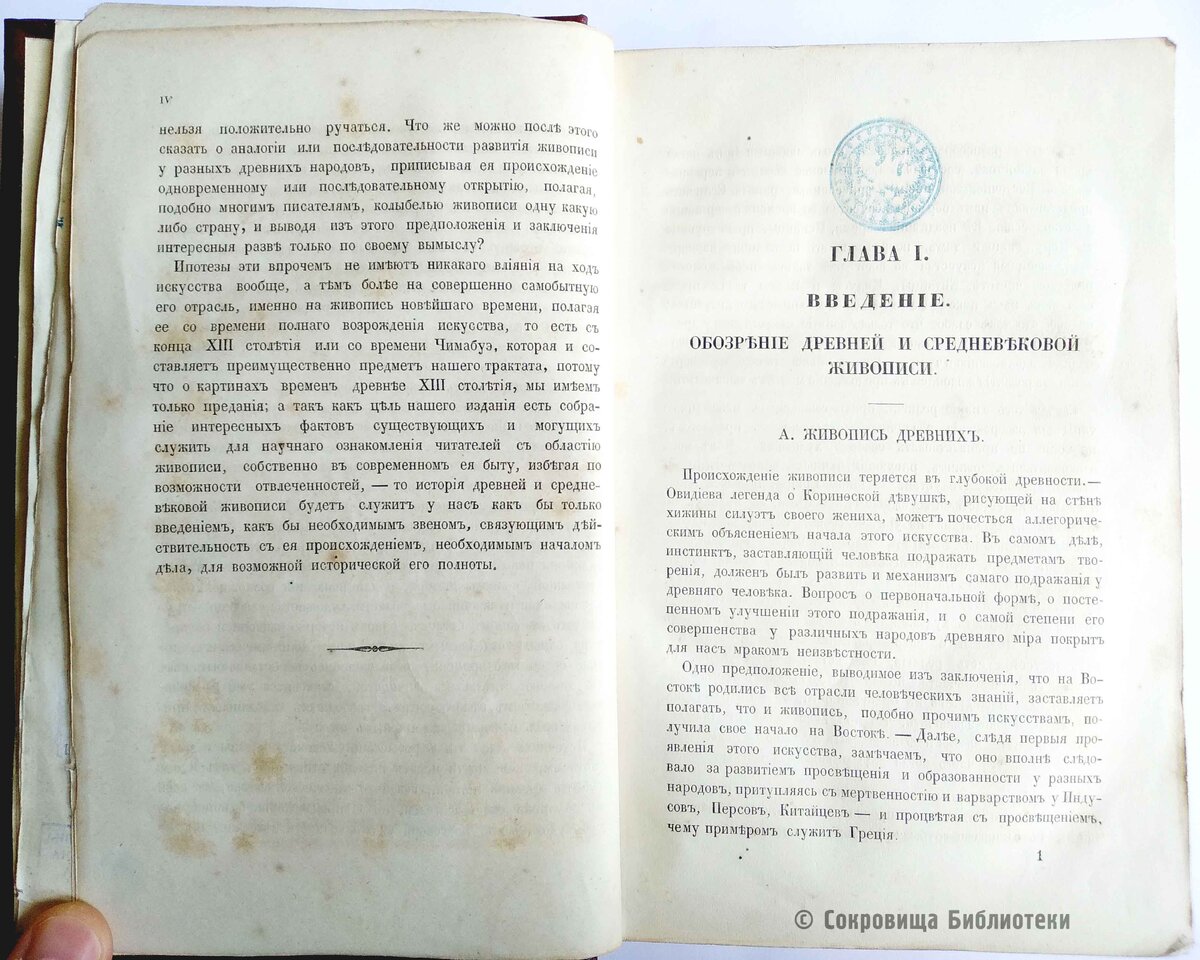 IV
нельзя положительно ручаться. Что же можно послѣ этого
сказать о аналогіи или послѣдовательности развитія живописи
у разныхъ древнихъ народовъ, приписывая ея происхожденіе
одновременному или послѣдовательному открытію, полагая,
подобно многимъ писателямъ, колыбелью живописи одну какую
либо страну, и выводя изъ этого предположенія и заключенія
интересныя развѣ только по своему вымыслу?
Ипотезы эти впрочемъ не имѣютъ никакаго вліянія на ходъ
искусства вообще, а тѣмъ болѣе на совершенно самобытную
его отрасль, именно на живопись новѣйшаго времени, полагая
ее со времени полнаго возрожденія искусства, то есть съ
конца XIII столѣтія или со времени Чимабуэ, которая и со-
ставляетъ преимущественно предметъ нашего трактата, потому
что о картинахъ временъ древнѣе XIII столѣтія, мы имѣемъ
только преданія; а такъ какъ цѣль нашего изданія есть собра-
ніе интересныхъ фактовъ существующихъ и могущихъ
служить для научнаго ознакомленія читателей съ областію
живописи, собственно въ современномъ ея быту, избѣгая по
возможности отвлеченностей, — то исторія древней и средне-
вѣковой живописи будетъ служить у насъ какъ бы только
введеніемъ, какъ бы необходимымъ звеномъ, связующимъ дѣй-
ствительность съ ея происхожденіемъ, необходимымъ началомъ
дѣла, для возможной исторической его полноты.
ГЛАВА I.
ВВЕДЕНІЕ.
ОБОЗРѢНІЕ ДРЕВНЕЙ И СРЕДНЕВѢКОВОЙ
ЖИВОПИСИ.
А. ЖИВОПИСЬ ДРЕВНИХЪ.
Происхожденіе живописи теряется въ глубокой древности.—
Овидіева легенда о Коринѳской дѣвушкѣ, рисующей на стѣнѣ
хижины силуэтъ своего жениха, можетъ почесться аллегориче-
скимъ объясненіемъ начала этого искусства. Въ самомъ дѣлѣ,
инстинктъ, заставляющій человѣка подражать предметамъ тво-
ренія, долженъ былъ развить и механизмъ самаго подражанія у
древняго человѣка. Вопросъ о первоначальной формѣ, о посте-
пенномъ улучшеніи этого подражанія, и о самой степени его
совершенства у различныхъ народовъ древняго міра покрытъ
для насъ мракомъ неизвѣстности.
Одно предположеніе, выводимое изъ заключенія, что на Во-
стокѣ родились всѣ отрасли человѣческихъ знаній, заставляетъ
полагать, что и живопись, подобно прочимъ искусствамъ, по-
лучила свое начало на Востокѣ. — Далѣе, слѣдя первыя про-
явленія этого искусства, замѣчаемъ, что оно вполнѣ слѣдо-
вало за развитіемъ просвѣщенія и образованности у разныхъ
народовъ, притупляясь съ мертвенностію и варварствомъ у Инду-
совъ, Персовъ, Китайцевъ — и процвѣтая съ просвѣщеніемъ,
чему примѣромъ служитъ Греція.
1
© Сокровища Библиотеки